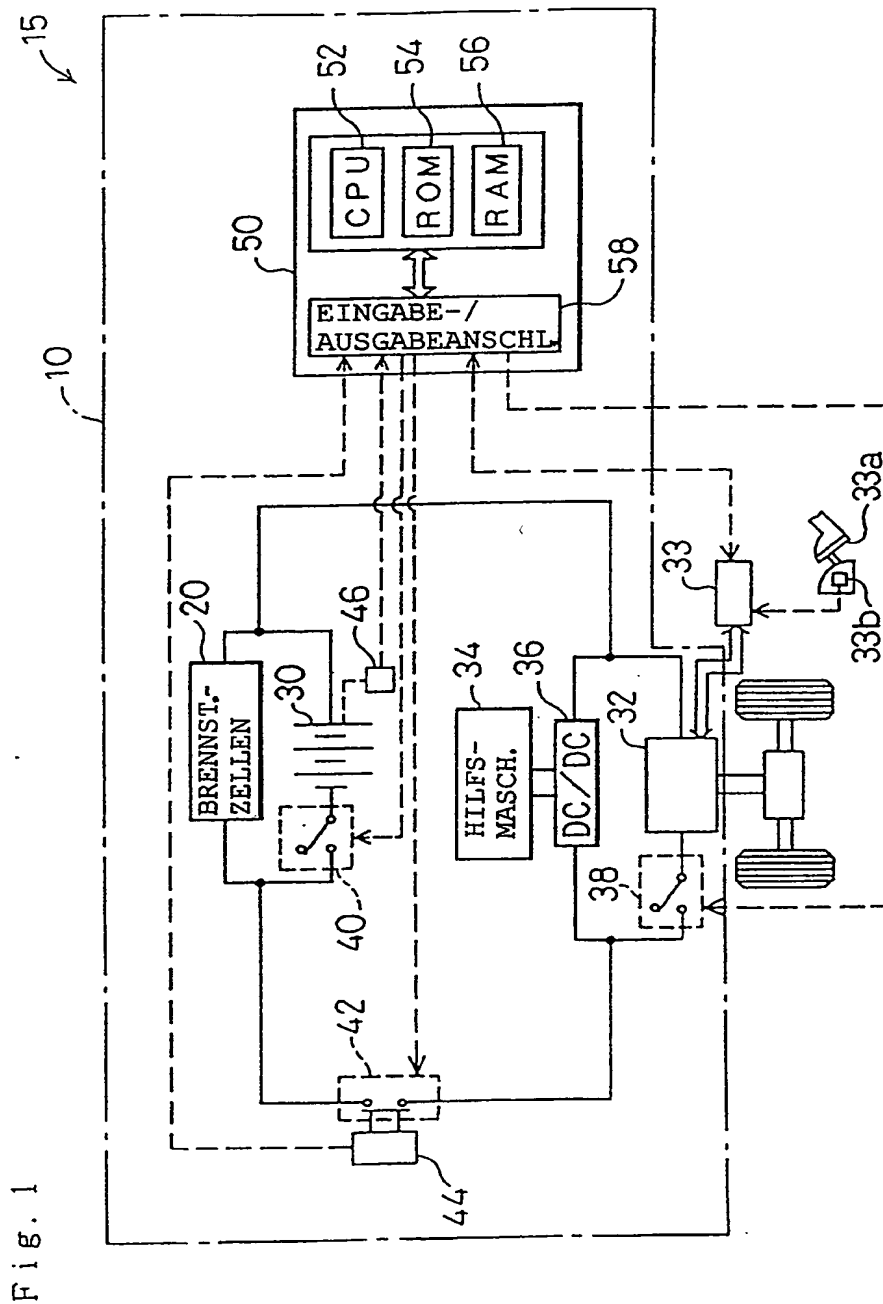 Fig. 1
15
10
50
52
CPU
54
ROM
56
RAM
EINGABE-/
AUSGABEANSCHL.
58
20
BRENNST.-
ZELLEN
30
46
40
42
44
34
HILFS-
MASCH.
36
DC/DC
32
38
33
33a
33b